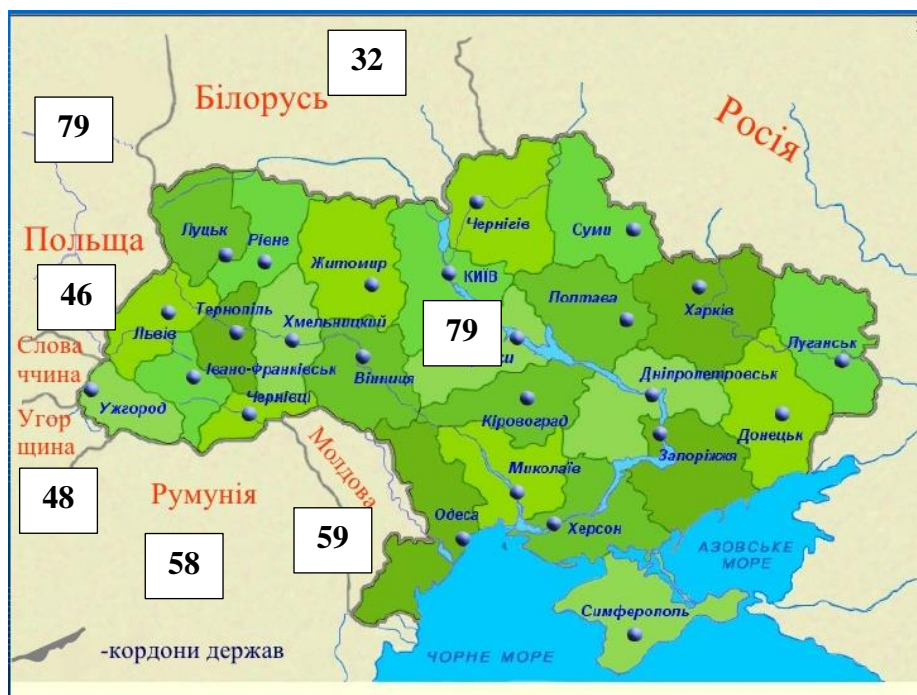 32
Білорусь
Росія
79
Луцьк
Рівне
Чернігів
Суми
Польща
Житомир
КИЇВ
46
Тернопіль
Хмельницкий
79
Полтава
Харків
Львів
Слова
ччина
Івано-Франківськ
Вінниця
Луганськ
Дніпропетровськ
Ужгород
Чернівці
Угор
щина
Кіровоград
Донецьк
Запоріжжя
Молдова
48
Румунія
Миколаїв
59
Одеса
Херсон
58
АЗОВСЬКЕ
МОРЕ
Симферополь
-кордони держав
ЧОРНЕ МОРЕ